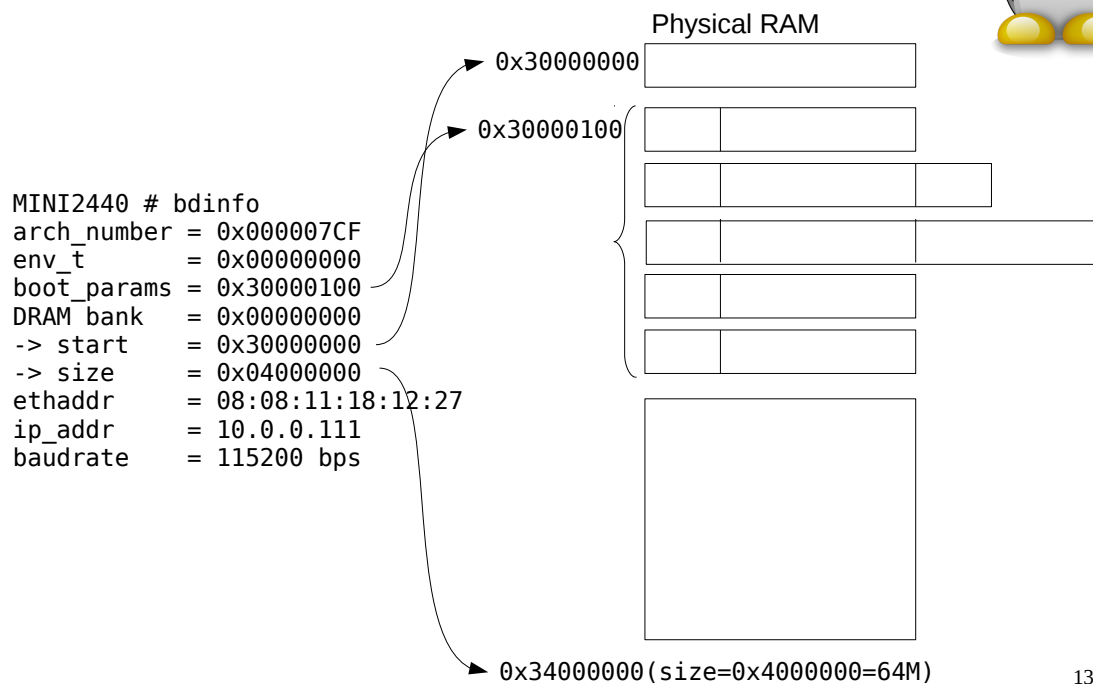 Physical RAM
0x30000000
0x30000100
MINI2440 # bdinfo
arch_number = 0x000007CF
env_t       = 0x00000000
boot_params = 0x30000100
DRAM bank   = 0x00000000
-> start    = 0x30000000
-> size     = 0x04000000
ethaddr     = 08:08:11:18:12:27
ip_addr     = 10.0.0.111
baudrate    = 115200 bps
0x34000000(size=0x4000000=64M)
13